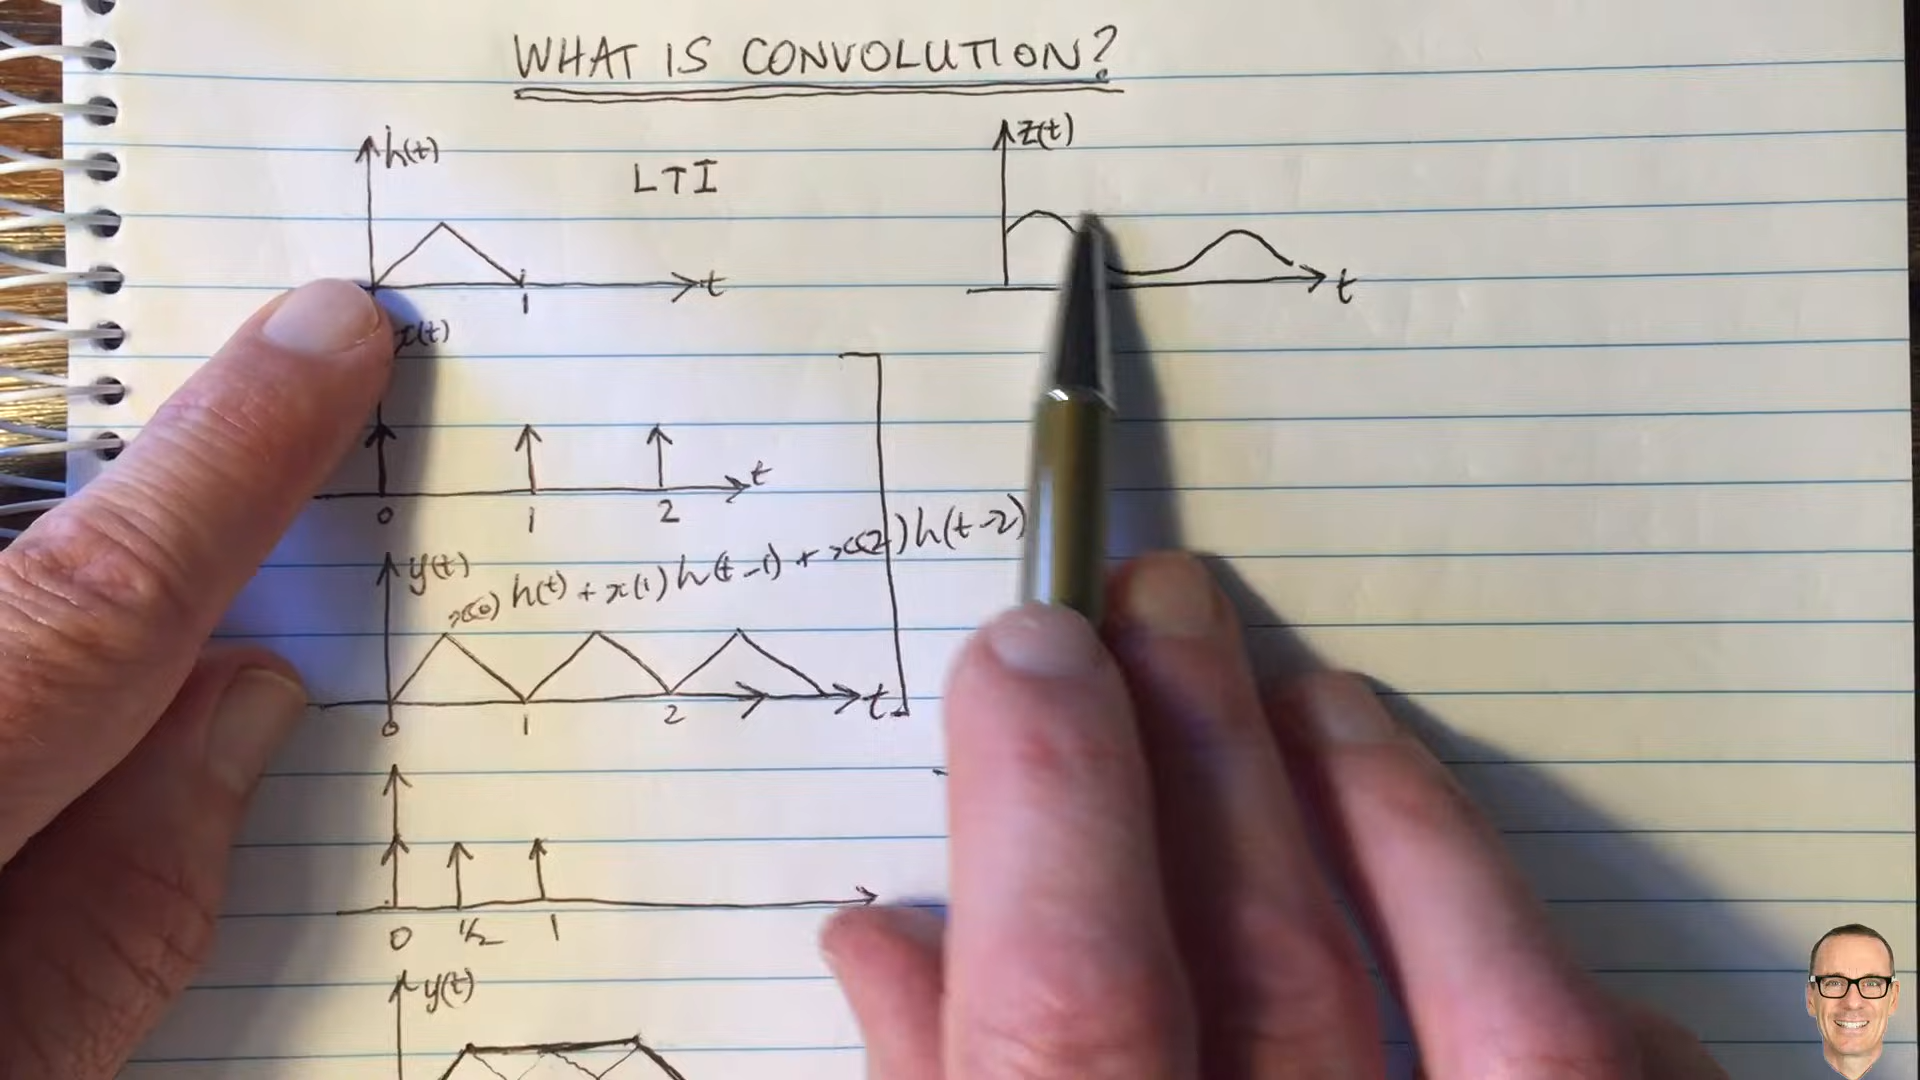 WHAT IS CONVOLUTION?
h(t)
LTI
z(t)
1
t
t
x(t)
t
0 1 2
y(t)
x(0) h(t) + x(1) h(t-1) + x(2) h(t-2)
t
0 1 2
0 1/2 1
y(t)